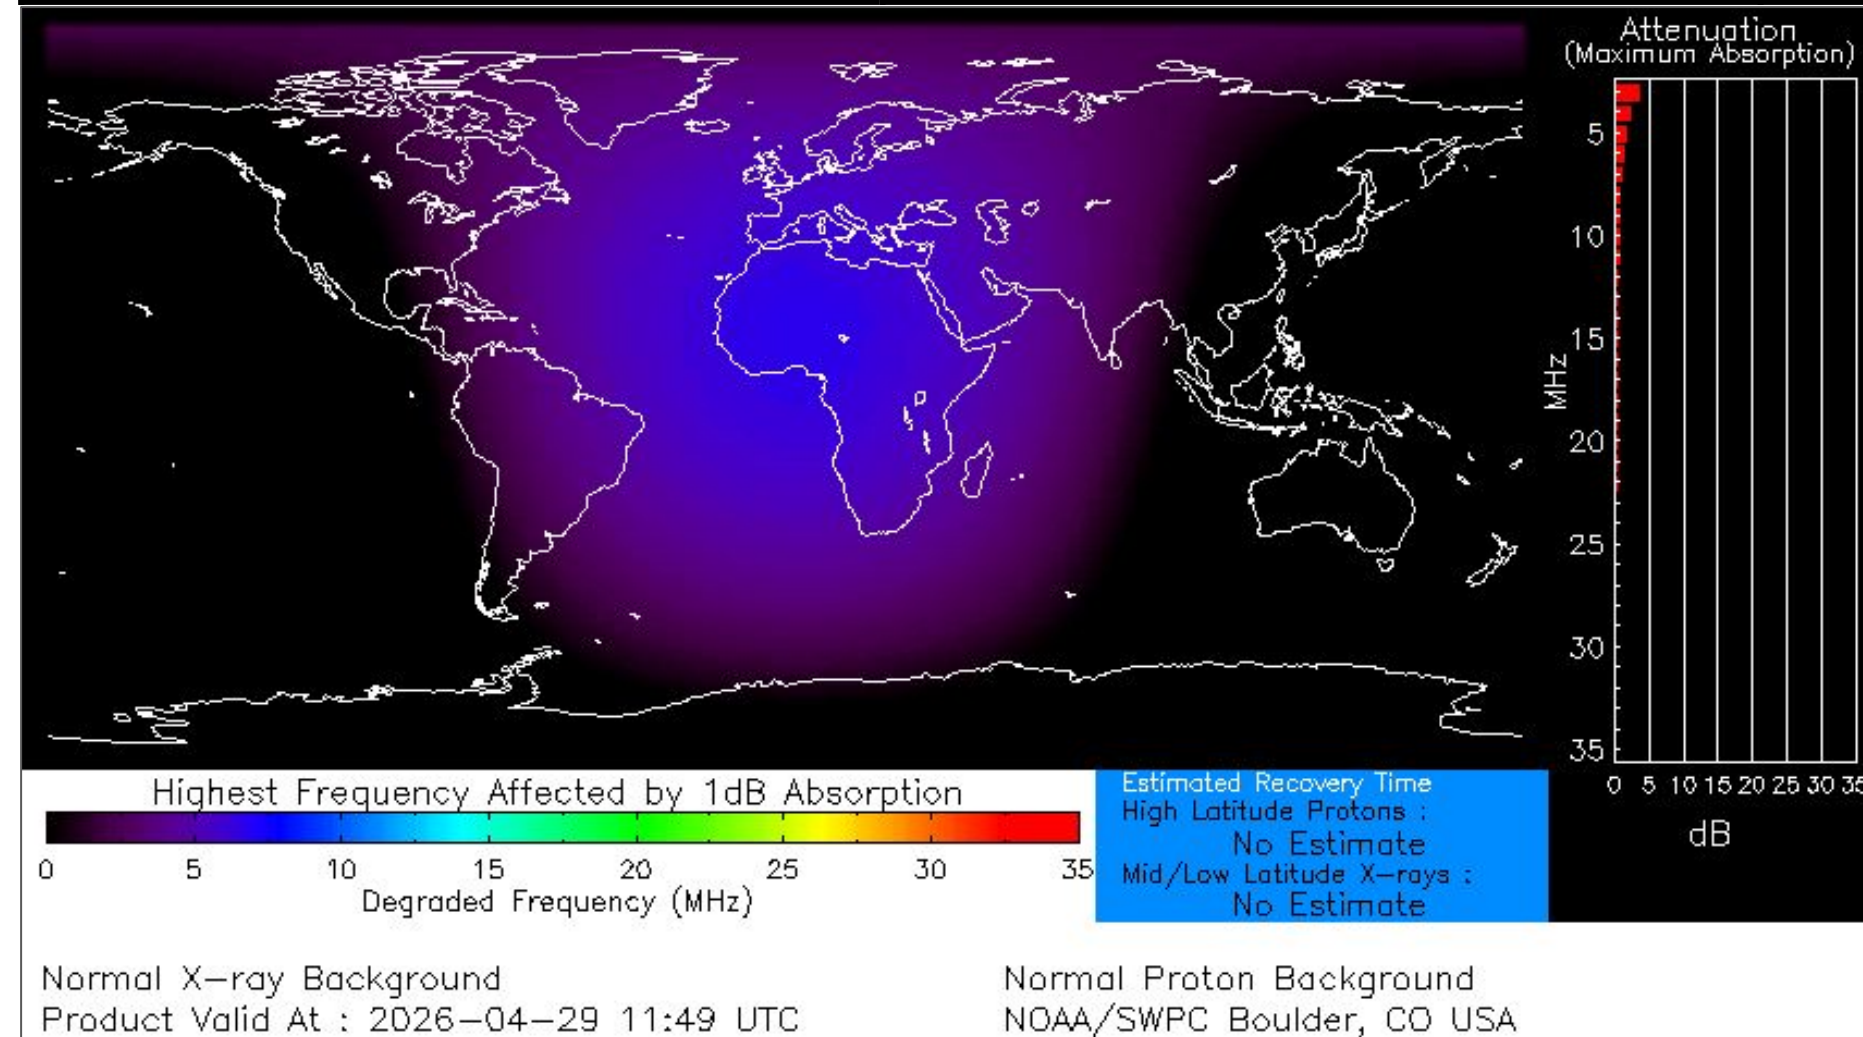 Attenuation
(Maximum Absorption)
5
10
15
20
25
30
35
MHz
0 5 10 15 20 25 30 35
dB
Highest Frequency Affected by 1dB Absorption
0 5 10 15 20 25 30 35
Degraded Frequency (MHz)
Estimated Recovery Time
High Latitude Protons :
No Estimate
Mid/Low Latitude X-rays :
No Estimate
Normal X-ray Background
Normal Proton Background
Product Valid At : 2026-04-29 11:49 UTC
NOAA/SWPC Boulder, CO USA